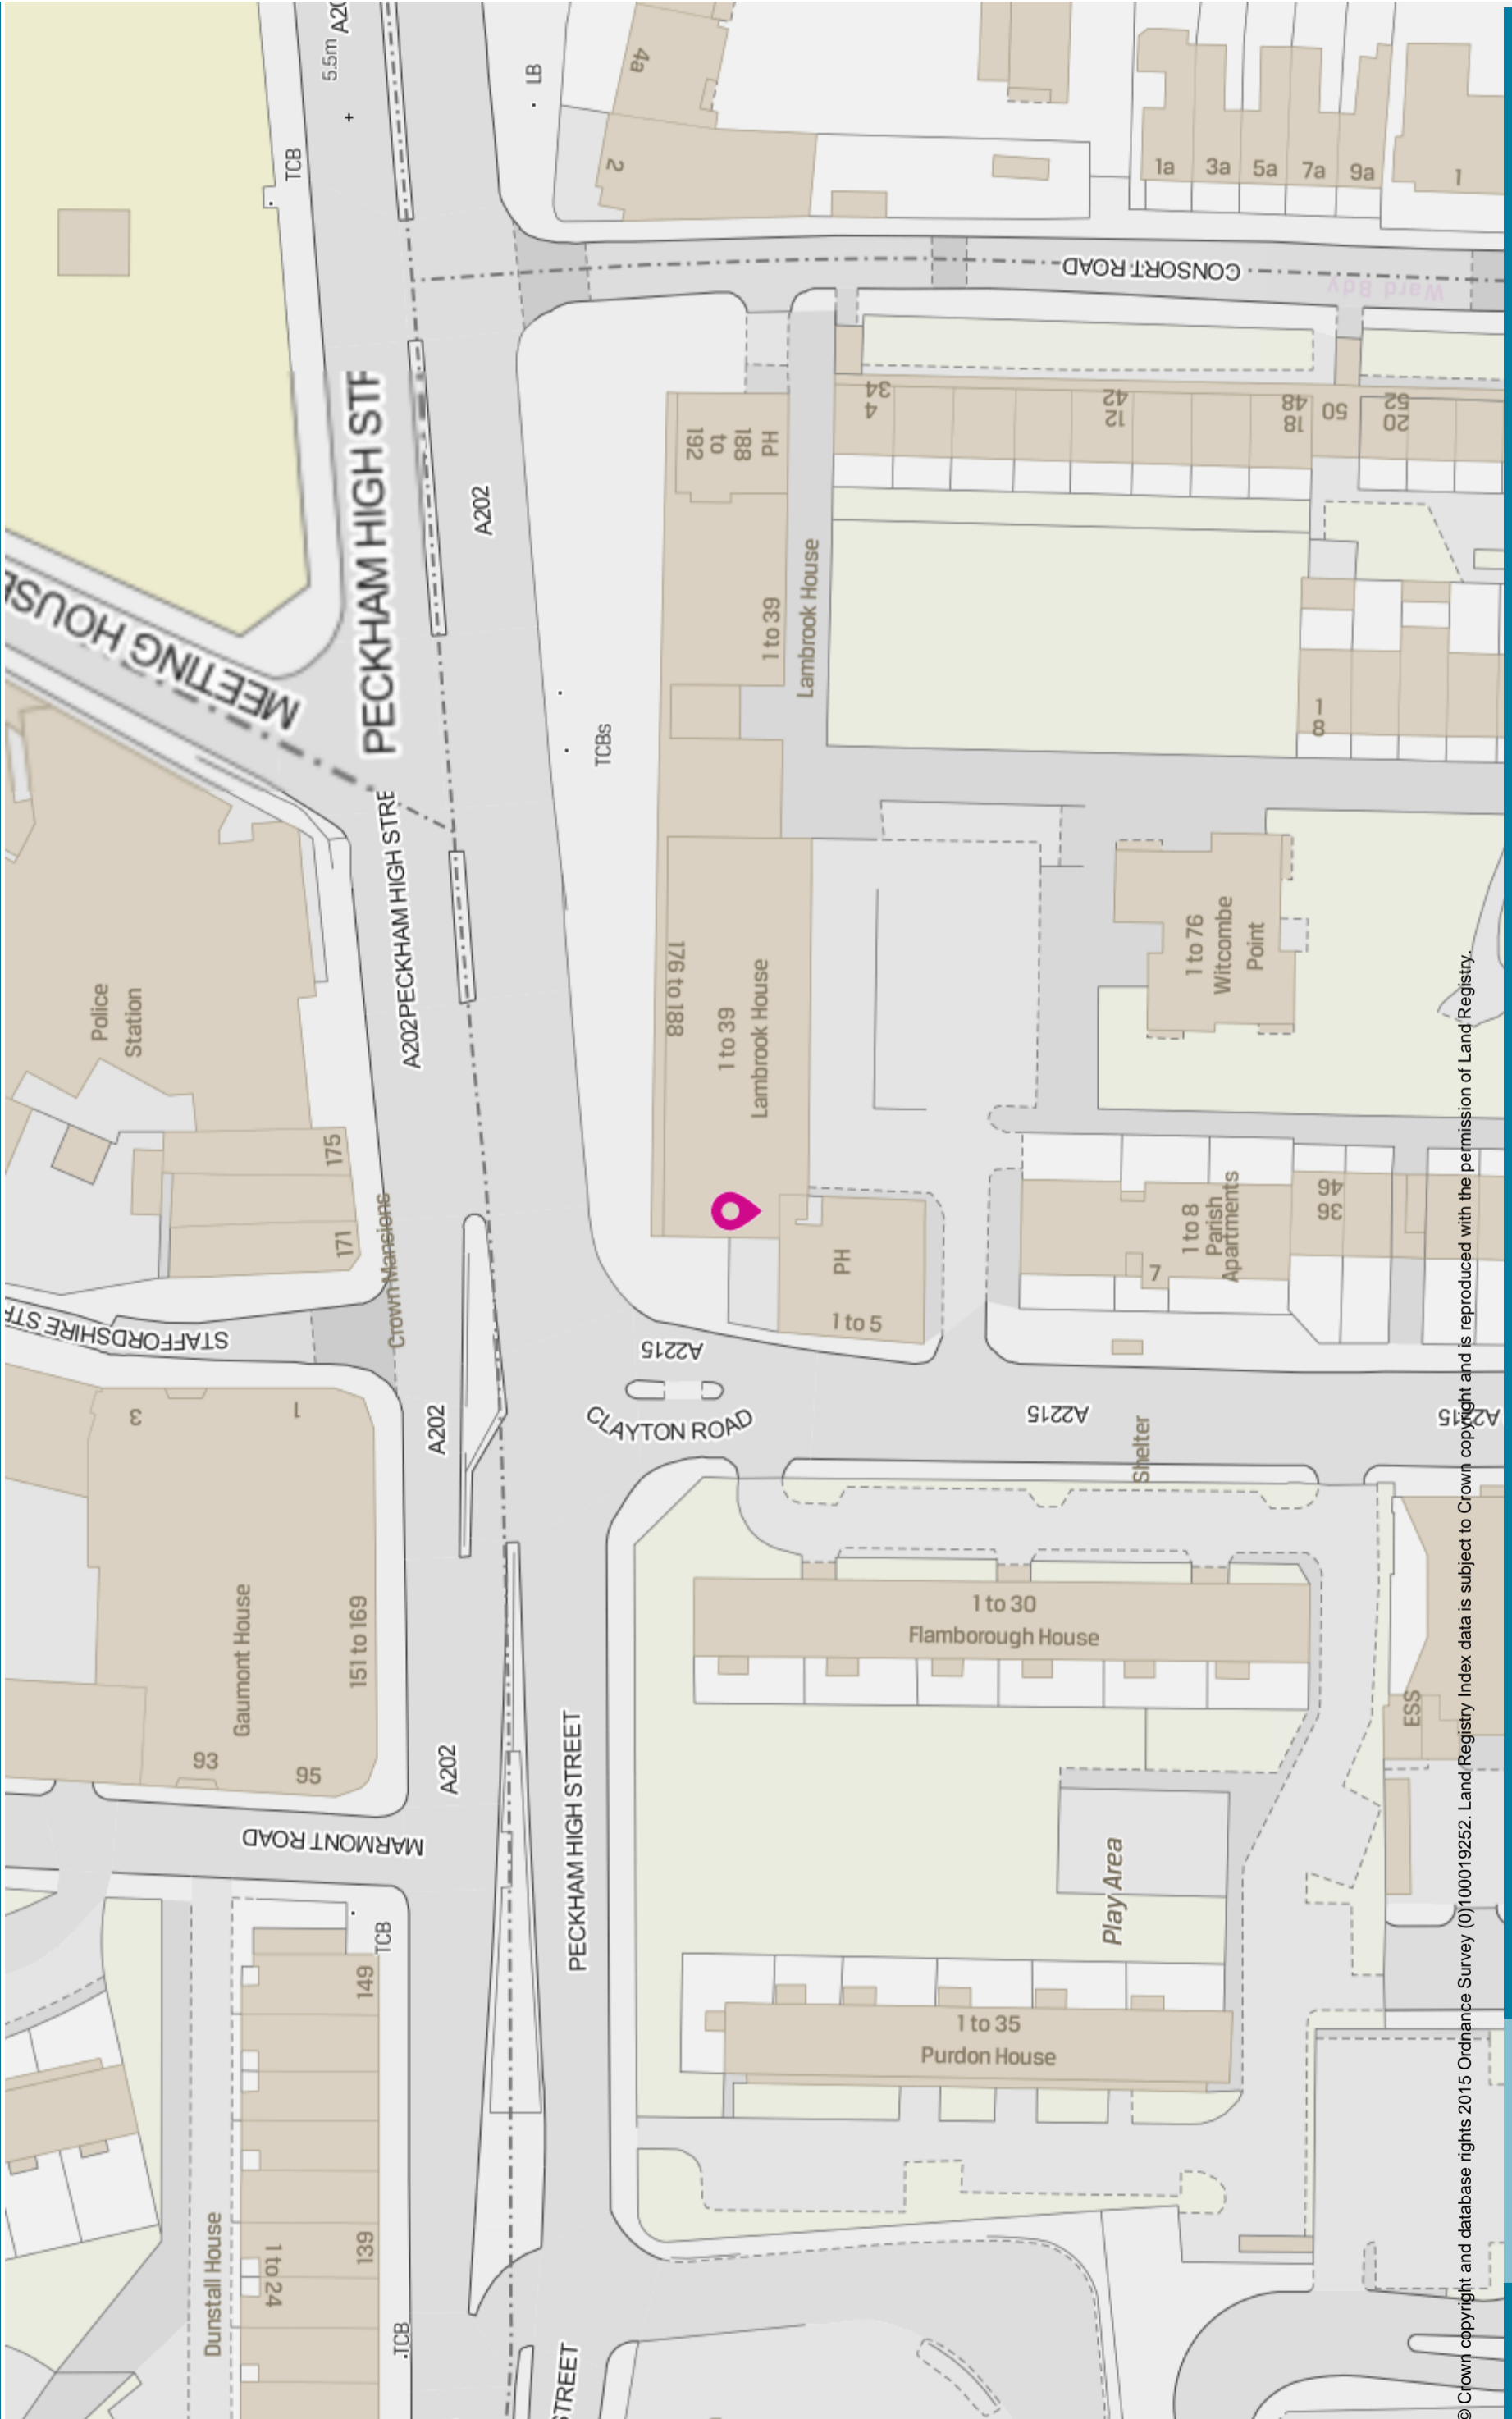 5.5m
A20
LB
4a
2
TCB
1a
3a
5a
7a
9a
1
CONSORT ROAD
Ward Bdy
PECKHAM HIGH STR
A202
192
to
188
PH
34
4
42
12
48
18
50
52
20
1 to 39
Lambrook House
MEETING HOUSE
TCBs
1
8
A202
PECKHAM HIGH STRE
Police
Station
176 to 188
1 to 39
Lambrook House
1 to 76
Witcombe
Point
175
171
Crown Mansions
PH
1 to 5
1 to 8
Parish
Apartments
7
46
36
STAFFORDSHIRE STR
A2215
CLAYTON ROAD
A2215
A2215
A202
3
1
Shelter
Gaumont House
151 to 169
93
95
1 to 30
Flamborough House
ESS
A202
PECKHAM HIGH STREET
MARMONT ROAD
Play Area
TCB
149
1 to 35
Purdon House
Dunstall House
1 to 24
139
TCB
STREET
© Crown copyright and database rights 2015 Ordnance Survey (0)100019252. Land Registry Index data is subject to Crown copyright and is reproduced with the permission of Land Registry.